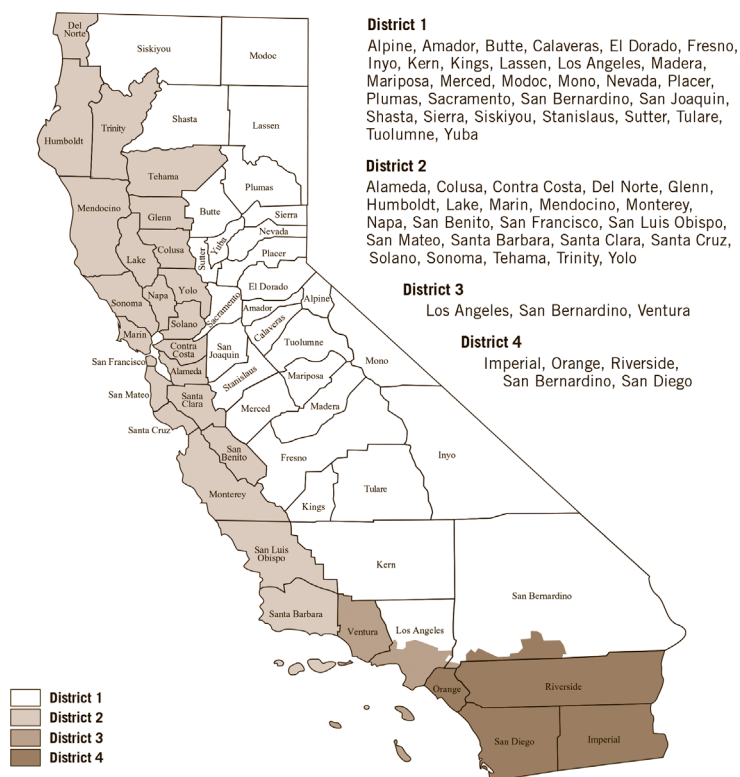 District 1
Alpine, Amador, Butte, Calaveras, El Dorado, Fresno,
Inyo, Kern, Kings, Lassen, Los Angeles, Madera,
Mariposa, Merced, Modoc, Mono, Nevada, Placer,
Plumas, Sacramento, San Bernardino, San Joaquin,
Shasta, Sierra, Siskiyou, Stanislaus, Sutter, Tulare,
Tuolumne, Yuba
District 2
Alameda, Colusa, Contra Costa, Del Norte, Glenn,
Humboldt, Lake, Marin, Mendocino, Monterey,
Napa, San Benito, San Francisco, San Luis Obispo,
San Mateo, Santa Barbara, Santa Clara, Santa Cruz,
Solano, Sonoma, Tehama, Trinity, Yolo
District 3
Los Angeles, San Bernardino, Ventura
District 4
Imperial, Orange, Riverside,
San Bernardino, San Diego
Del
Norte
Siskiyou
Modoc
Humboldt
Trinity
Shasta
Lassen
Tehama
Plumas
Mendocino
Glenn
Butte
Sierra
Nevada
Yuba
Sutter
Colusa
Lake
Placer
El Dorado
Yolo
Napa
Sonoma
Sacramento
Alpine
Amador
Solano
Calaveras
Marin
Contra
Costa
San
Joaquin
Tuolumne
Mono
San Francisco
Alameda
Stanislaus
Mariposa
San Mateo
Santa
Clara
Merced
Madera
Santa Cruz
San
Benito
Fresno
Inyo
Monterey
Kings
Tulare
San Luis
Obispo
Kern
San Bernardino
Santa Barbara
Ventura
Los Angeles
Orange
Riverside
San Diego
Imperial
District 1
District 2
District 3
District 4